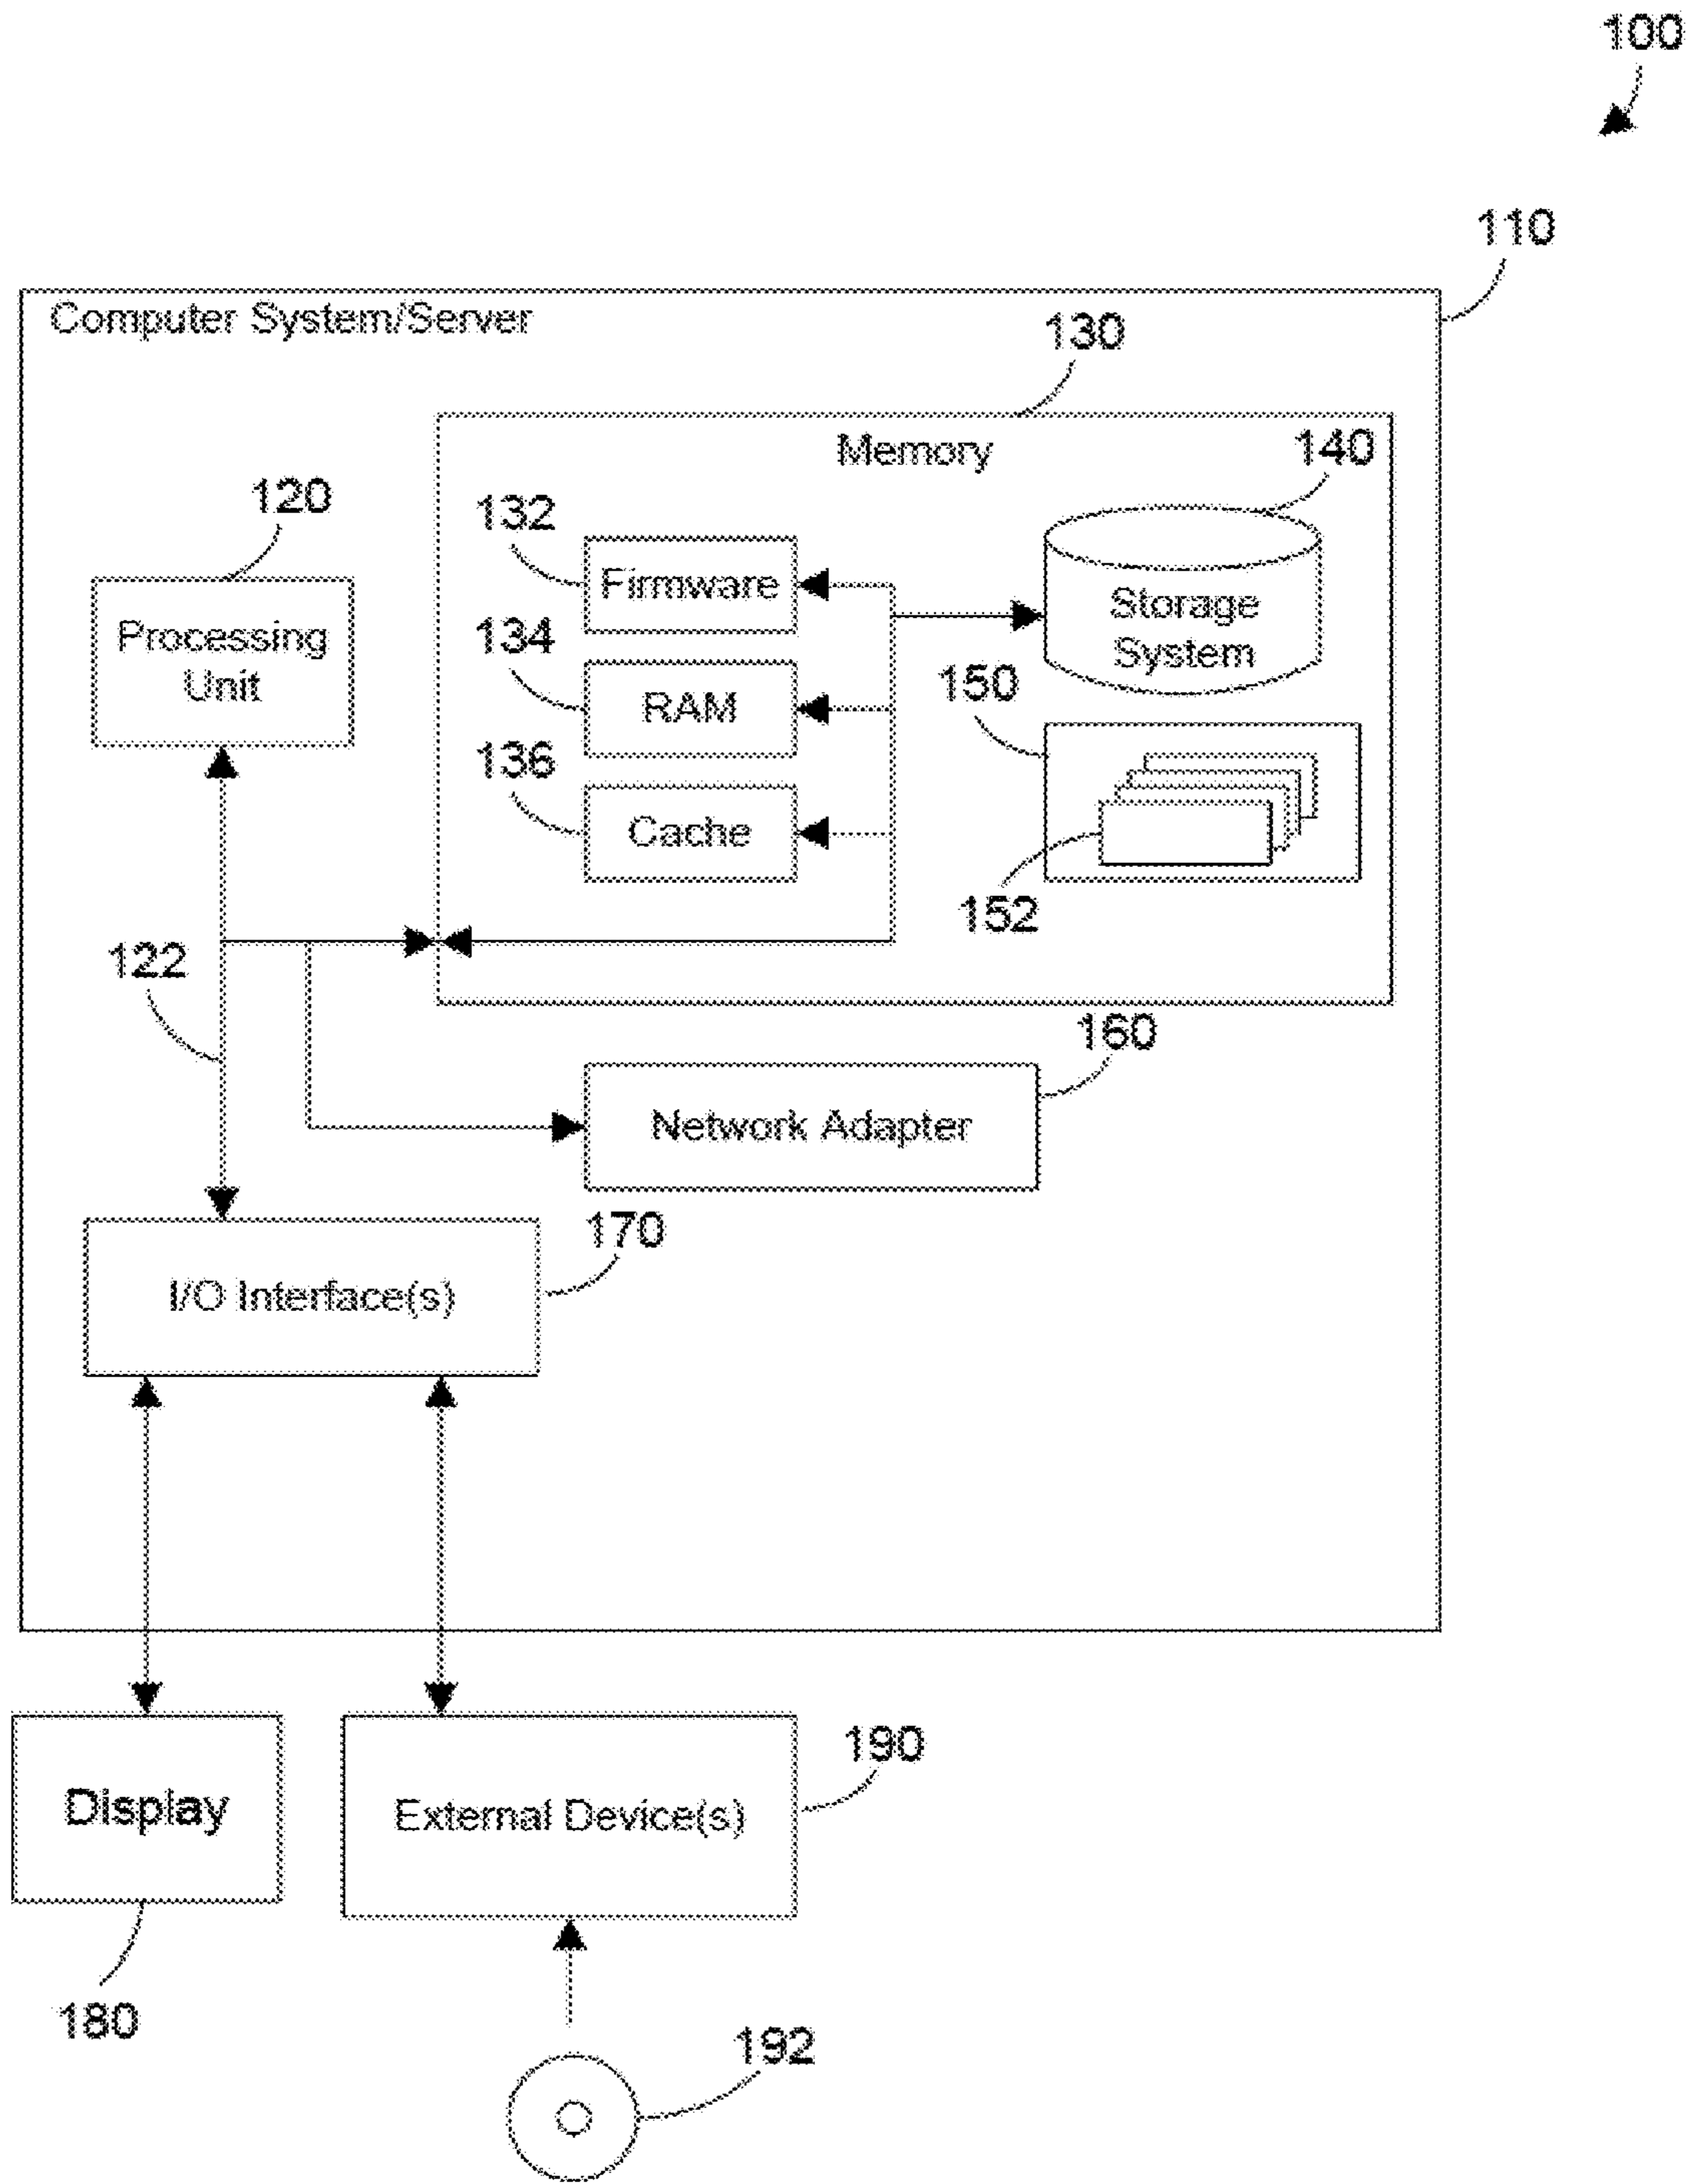 100
110
Computer System/Server
130
Memory
140
120
132
Firmware
Storage
System
Processing
Unit
134
RAM
150
136
Cache
152
122
160
Network Adapter
170
I/O Interface(s)
190
Display
External Device(s)
180
192